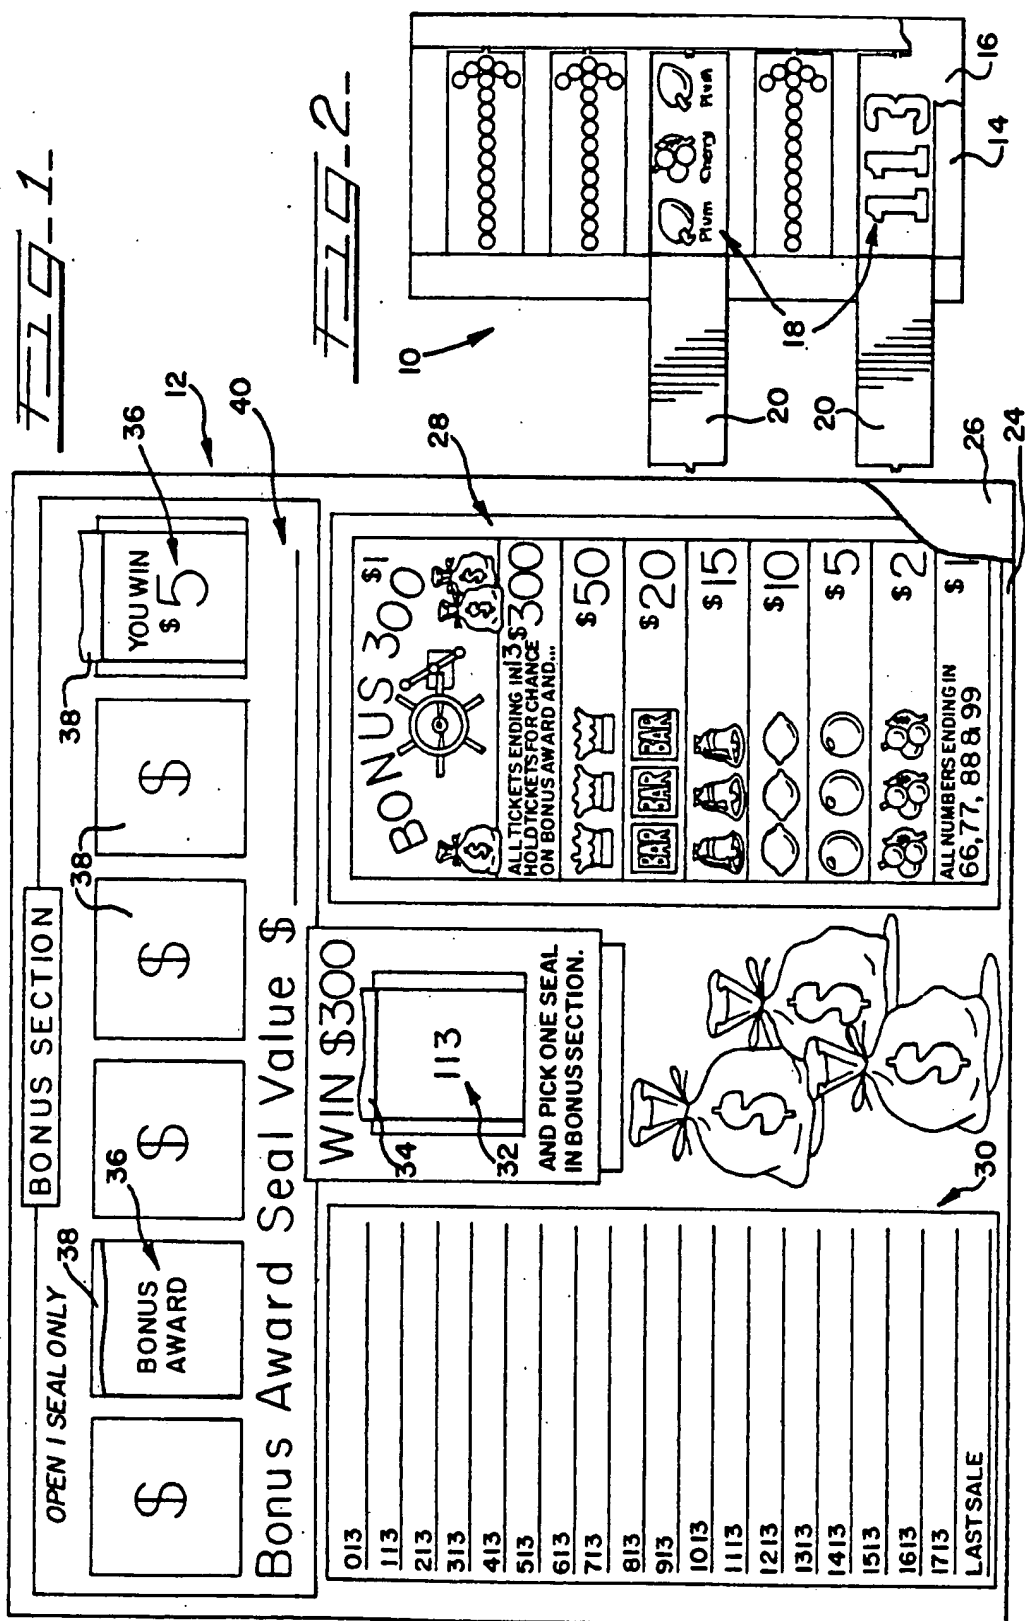 Fig-1-
Fig-2-
12
OPEN 1 SEAL ONLY
BONUS SECTION
38
36
38
38
36
$
BONUS
AWARD
$
$
$
YOU WIN
$5
Bonus Award Seal Value $
40
013
113
213
313
413
513
613
713
813
913
1013
1113
1213
1313
1413
1513
1613
1713
LAST SALE
30
WIN $300
34
113
32
AND PICK ONE SEAL
IN BONUS SECTION.
$
$
$
28
BONUS 300
$1
$
$
$
ALL TICKETS ENDING IN 13
HOLD TICKETS FOR CHANCE
ON BONUS AWARD AND...
$300
$50
BAR BAR BAR
$20
$15
$10
$5
$2
ALL NUMBERS ENDING IN
66,77, 88 & 99
$1
26
24
10
Plum Cherry Plum
113
18
20
20
14
16